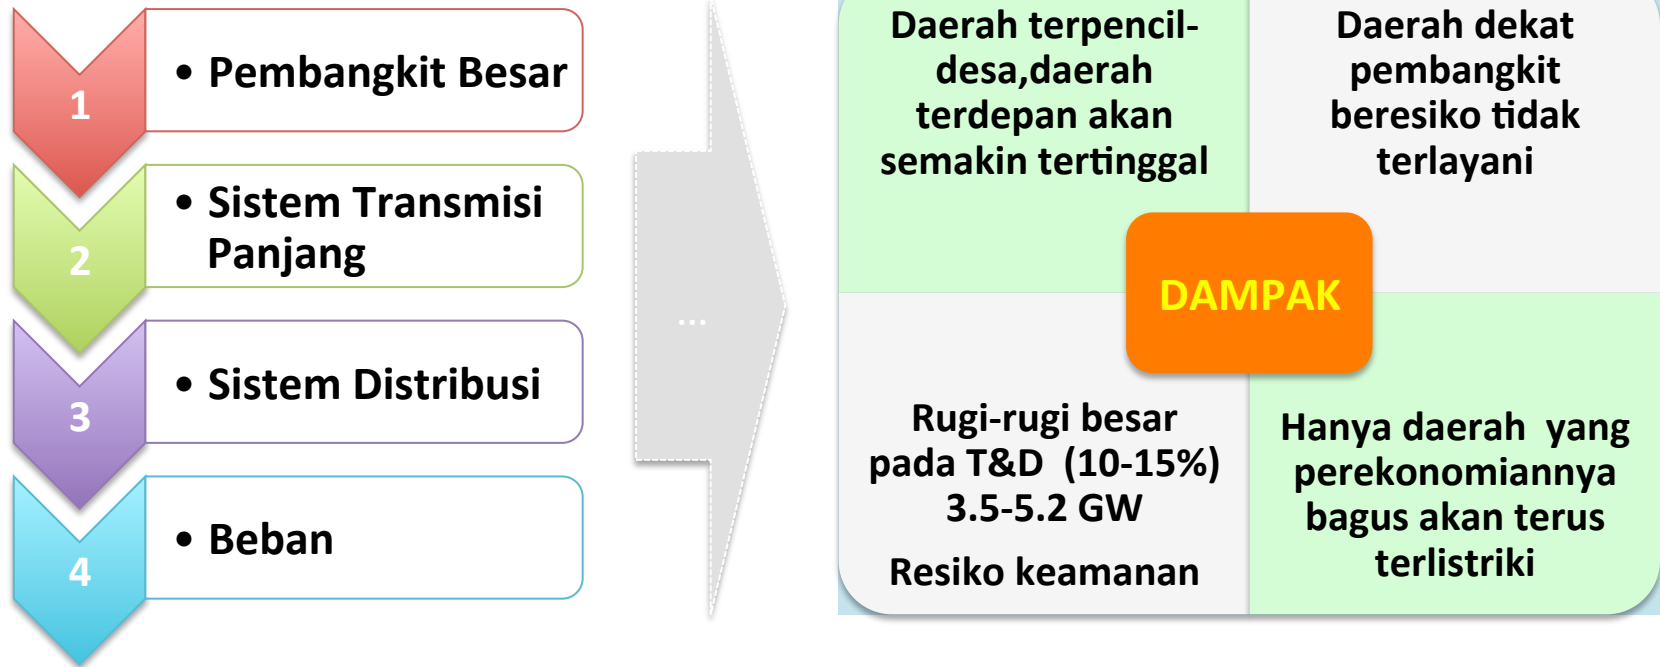 1
• Pembangkit Besar
2
• Sistem Transmisi
Panjang
3
• Sistem Distribusi
4
• Beban
...
Daerah terpencil-
desa,daerah
terdepan akan
semakin tertinggal
Daerah dekat
pembangkit
beresiko tidak
terlayani
DAMPAK
Rugi-rugi besar
pada T&D (10-15%)
3.5-5.2 GW
Resiko keamanan
Hanya daerah yang
perekonomiannya
bagus akan terus
terlistriki